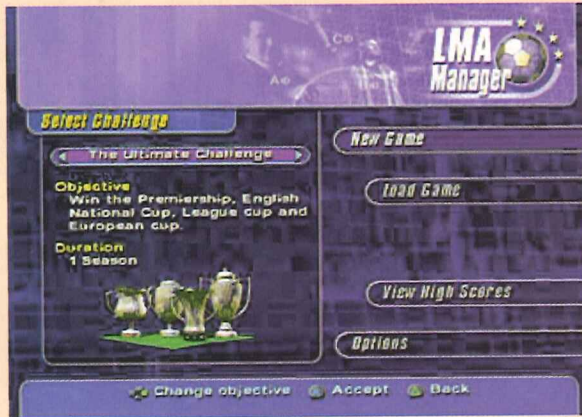 LMA
Manager
Select Challenge
The Ultimate Challenge
Objective
Win the Premiership, English
National Cup, League cup and
European cup.
Duration
1 Season
New Game
Load Game
View High Scores
Options
Change objective Accept Back